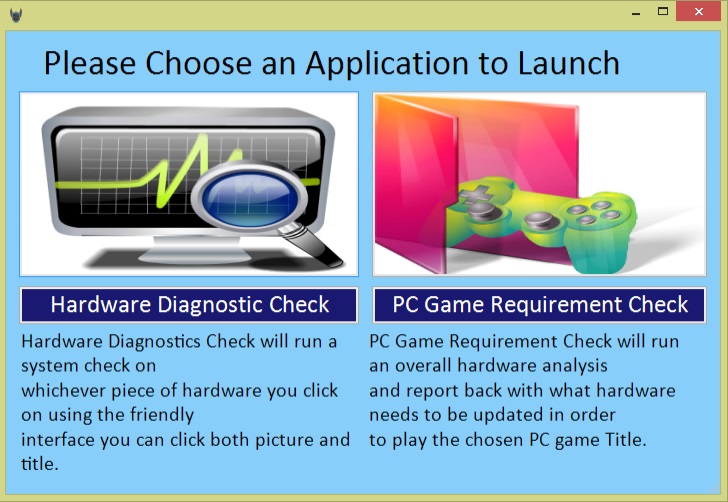 Please Choose an Application to Launch
Hardware Diagnostic Check
PC Game Requirement Check
Hardware Diagnostics Check will run a
system check on
whichever piece of hardware you click
on using the friendly
interface you can click both picture and
title.
PC Game Requirement Check will run
an overall hardware analysis
and report back with what hardware
needs to be updated in order
to play the chosen PC game Title.